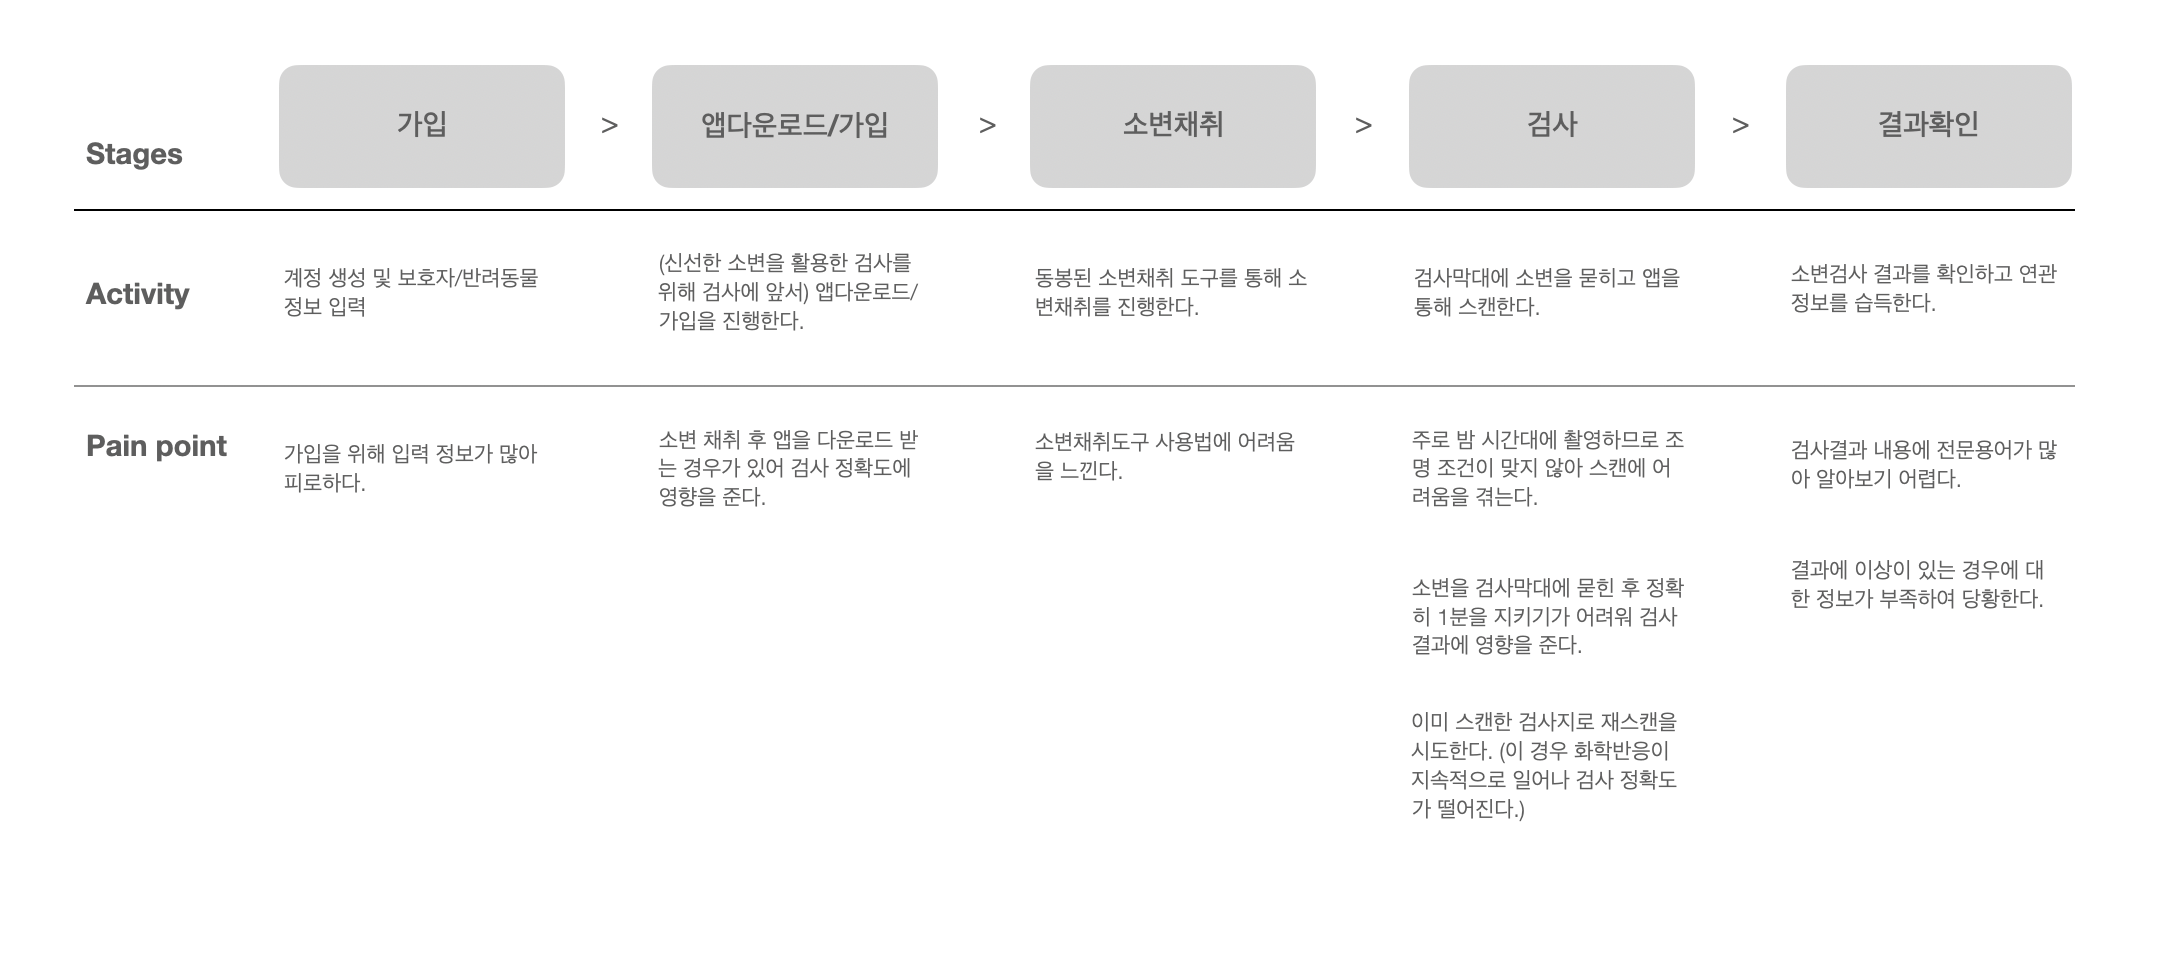 Stages
가입
>
앱다운로드/가입
>
소변채취
>
검사
>
결과확인
Activity
계정 생성 및 보호자/반려동물
정보 입력
(신선한 소변을 활용한 검사를
위해 검사에 앞서) 앱다운로드/
가입을 진행한다.
동봉된 소변채취 도구를 통해 소
변채취를 진행한다.
검사막대에 소변을 묻히고 앱을
통해 스캔한다.
소변검사 결과를 확인하고 연관
정보를 습득한다.
Pain point
가입을 위해 입력 정보가 많아
피로하다.
소변 채취 후 앱을 다운로드 받
는 경우가 있어 검사 정확도에
영향을 준다.
소변채취도구 사용법에 어려움
을 느낀다.
주로 밤 시간대에 촬영하므로 조
명 조건이 맞지 않아 스캔에 어
려움을 겪는다.
소변을 검사막대에 묻힌 후 정확
히 1분을 지키기가 어려워 검사
결과에 영향을 준다.
이미 스캔한 검사지로 재스캔을
시도한다. (이 경우 화학반응이
지속적으로 일어나 검사 정확도
가 떨어진다.)
검사결과 내용에 전문용어가 많
아 알아보기 어렵다.
결과에 이상이 있는 경우에 대
한 정보가 부족하여 당황한다.